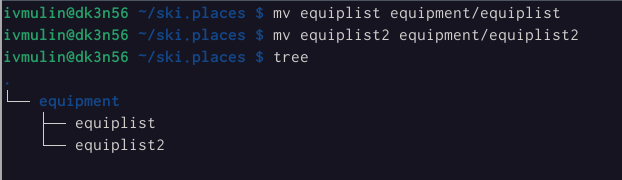 ivmulin@dk3n56 ~/ski.places $ mv equiplist equipment/equiplist
ivmulin@dk3n56 ~/ski.places $ mv equiplist2 equipment/equiplist2
ivmulin@dk3n56 ~/ski.places $ tree
.
└── equipment
    ├── equiplist
    └── equiplist2